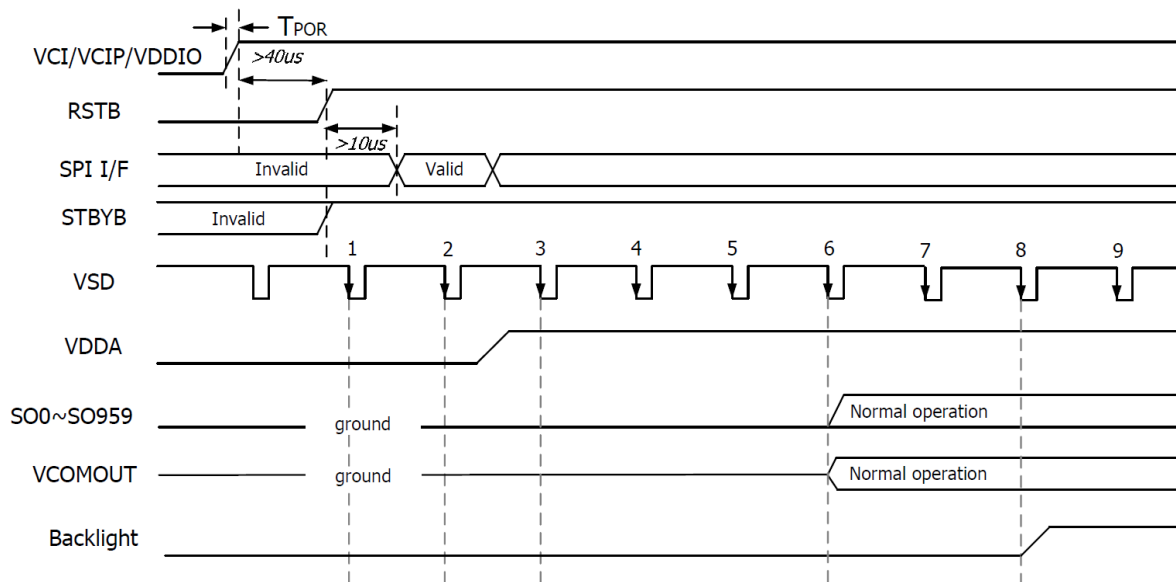 TPOR
VCI/VCIP/VDDIO
>40us
RSTB
>10us
SPI I/F Invalid Valid
STBYB Invalid
1 2 3 4 5 6 7 8 9
VSD
VDDA
SO0~SO959 ground Normal operation
VCOMOUT ground Normal operation
Backlight